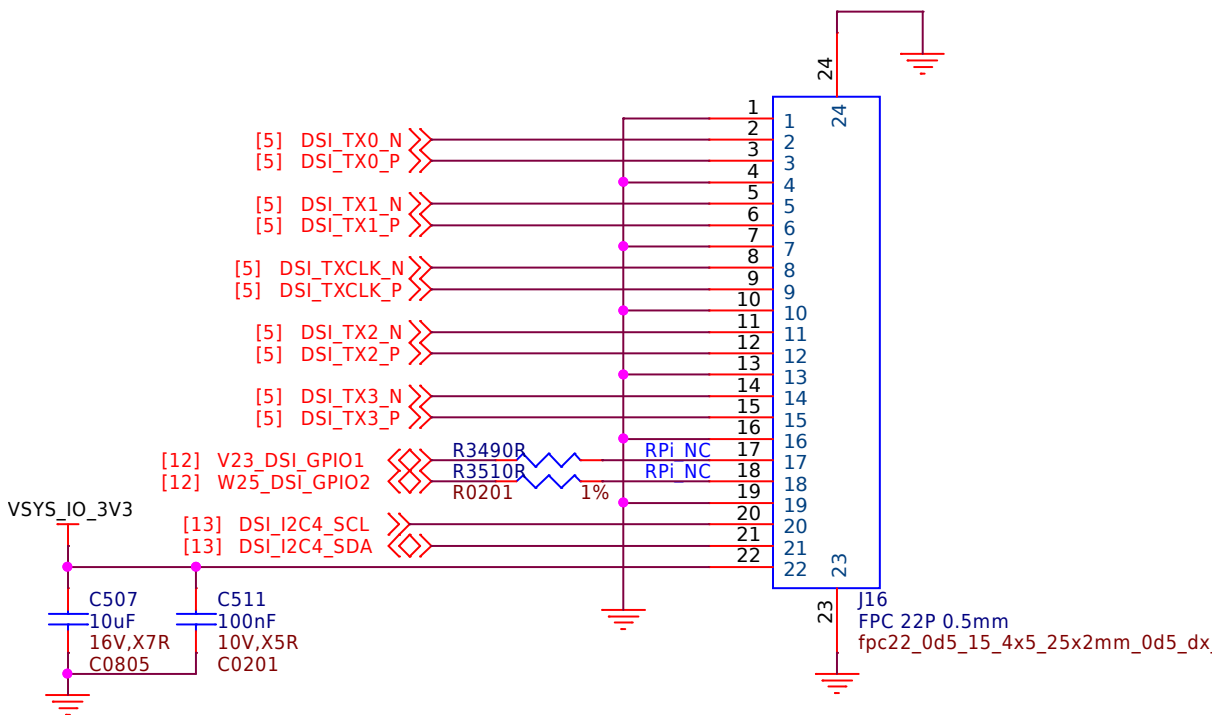 24
24
1 1
[5] DSI_TX0_N 2 2
[5] DSI_TX0_P 3 3
4 4
[5] DSI_TX1_N 5 5
[5] DSI_TX1_P 6 6
7 7
[5] DSI_TXCLK_N 8 8
[5] DSI_TXCLK_P 9 9
10 10
[5] DSI_TX2_N 11 11
[5] DSI_TX2_P 12 12
13 13
[5] DSI_TX3_N 14 14
[5] DSI_TX3_P 15 15
16 16
[12] V23_DSI_GPIO1 R3490R RPi_NC 17 17
[12] W25_DSI_GPIO2 R3510R RPi_NC 18 18
R0201 1% 19 19
VSYS_IO_3V3
[13] DSI_I2C4_SCL 20 20
[13] DSI_I2C4_SDA 21 21
22 22
23
23
C507 C511 J16
10uF 100nF FPC 22P 0.5mm
16V,X7R 10V,X5R fpc22_0d5_15_4x5_25x2mm_0d5_dx_
C0805 C0201